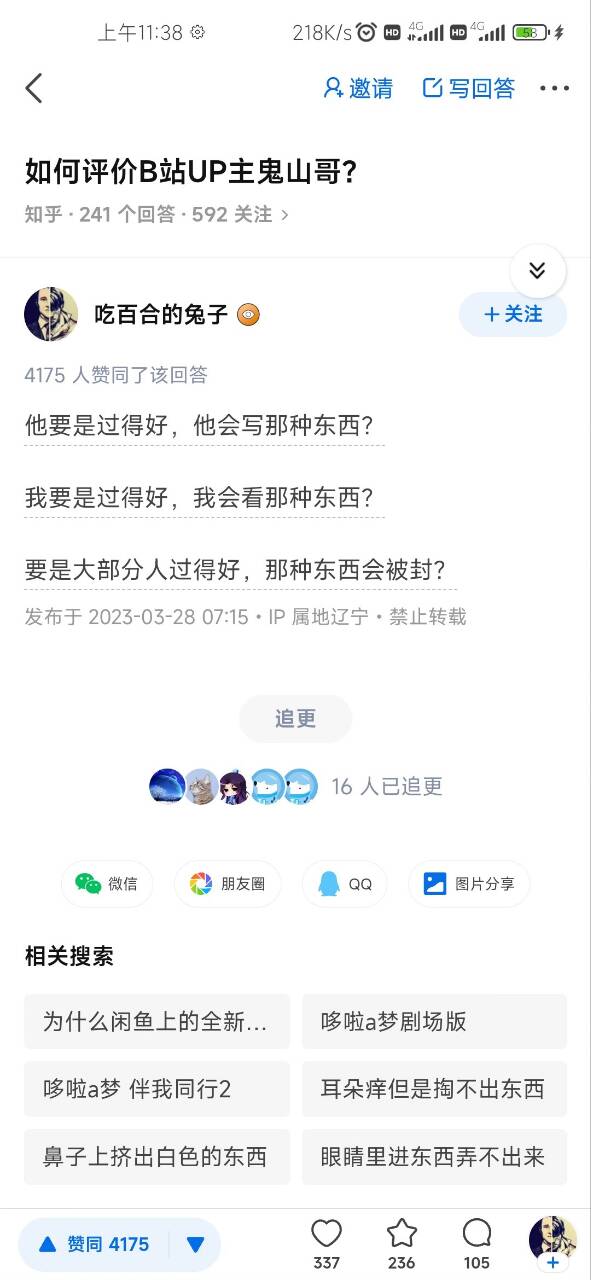 上午11:38
218K/s HD 4G HD 4G 58
邀请 写回答
如何评价B站UP主鬼山哥?
知乎 · 241 个回答 · 592 关注
吃百合的兔子
+ 关注
4175 人赞同了该回答
他要是过得好，他会写那种东西?
我要是过得好，我会看那种东西?
要是大部分人过得好，那种东西会被封?
发布于 2023-03-28 07:15 · IP 属地辽宁 · 禁止转载
追更
16 人已追更
微信 朋友圈 QQ 图片分享
相关搜索
为什么闲鱼上的全新... 哆啦a梦剧场版
哆啦a梦 伴我同行2 耳朵痒但是掏不出东西
鼻子上挤出白色的东西 眼睛里进东西弄不出来
赞同 4175
337 236 105